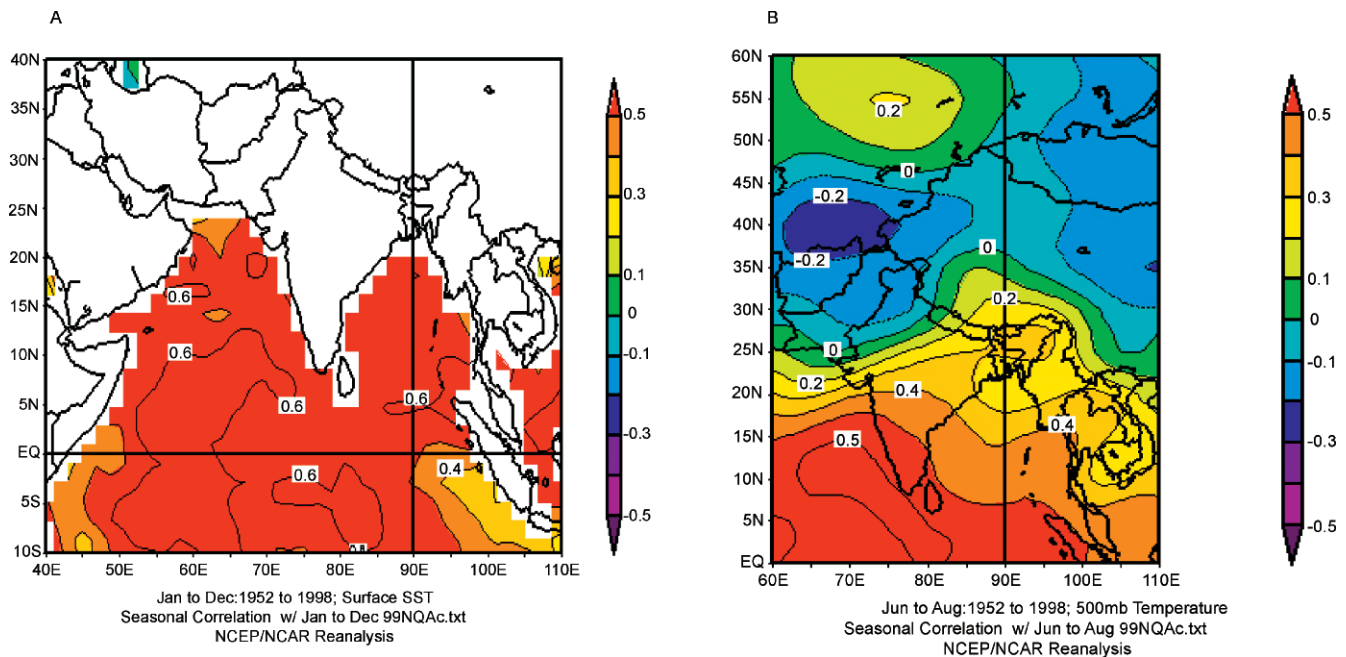 A
B
40N
35N
30N
25N
20N
15N
10N
5N
EQ
5S
10S
40E 50E 60E 70E 80E 90E 100E 110E
0.6
0.6
0.6
0.6
0.6
0.4
0.5
0.3
0.1
0
-0.1
-0.3
-0.5
Jan to Dec:1952 to 1998; Surface SST
Seasonal Correlation w/ Jan to Dec 99NQAc.txt
NCEP/NCAR Reanalysis
60N
55N
50N
45N
40N
35N
30N
25N
20N
15N
10N
5N
EQ
60E 70E 80E 90E 100E 110E
0.2
0
-0.2
-0.2
0
0.2
0
0.2
0.4
0.4
0.5
0.5
0.3
0.1
0
-0.1
-0.3
-0.5
Jun to Aug:1952 to 1998; 500mb Temperature
Seasonal Correlation w/ Jun to Aug 99NQAc.txt
NCEP/NCAR Reanalysis